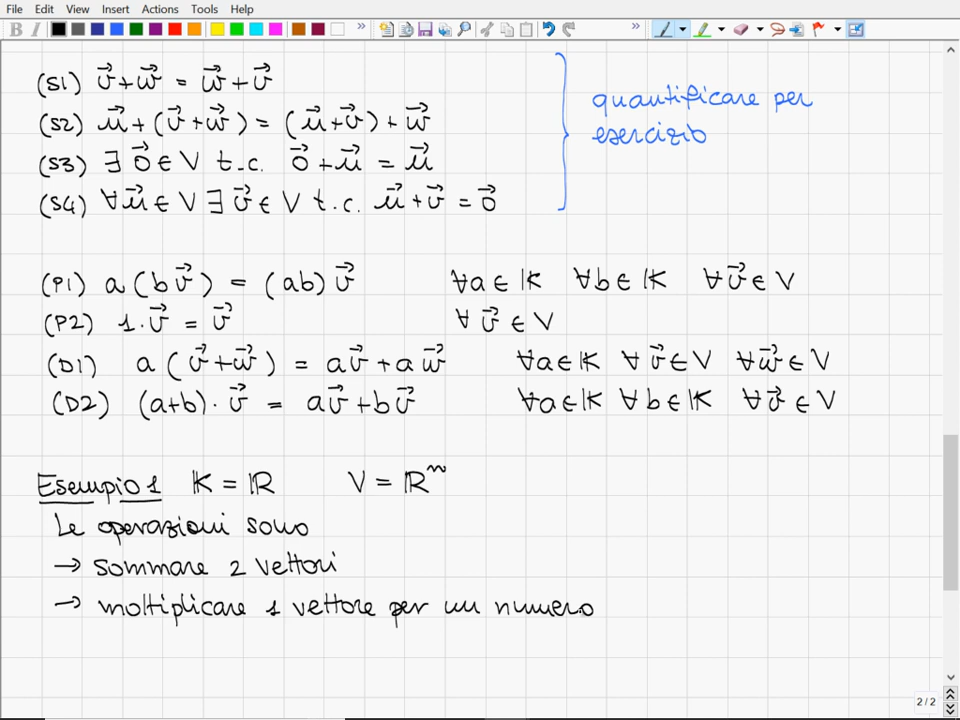 File Edit View Insert Actions Tools Help
B I
(S1) v⃗+w⃗ = w⃗+v⃗
(S2) u⃗+(v⃗+w⃗)=(u⃗+v⃗)+w⃗
quantificare per
esercizio
(S3) ∃ 0⃗ ∈ V t.c. 0⃗+u⃗ = u⃗
(S4) ∀u⃗ ∈ V ∃ v⃗ ∈ V t.c. u⃗+v⃗ = 0⃗
(P1) a(bv⃗) = (ab)v⃗ ∀a∈𝕂 ∀b∈𝕂 ∀v⃗∈V
(P2) 1·v⃗ = v⃗ ∀ v⃗ ∈ V
(D1) a(v⃗+w⃗) = av⃗+aw⃗ ∀a∈𝕂 ∀ v⃗∈V ∀w⃗∈V
(D2) (a+b)·v⃗ = av⃗+bv⃗ ∀a∈𝕂 ∀b∈𝕂 ∀v⃗∈V
Esempio 1 𝕂=ℝ V=ℝⁿ
Le operazioni sono
→ sommare 2 vettori
→ moltiplicare 1 vettore per un numero
2 / 2